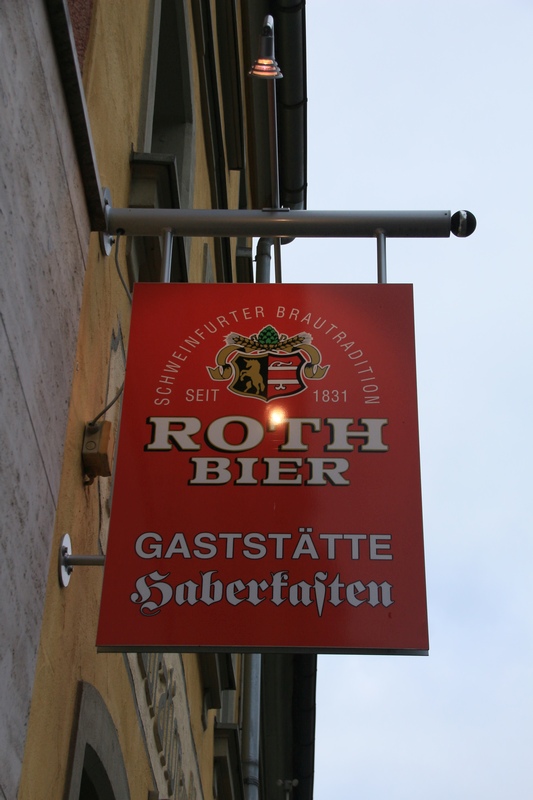 SCHWEINFURTER BRAUTRADITION
SEIT 1831
ROTH
BIER
GASTSTÄTTE
Haberkaſten